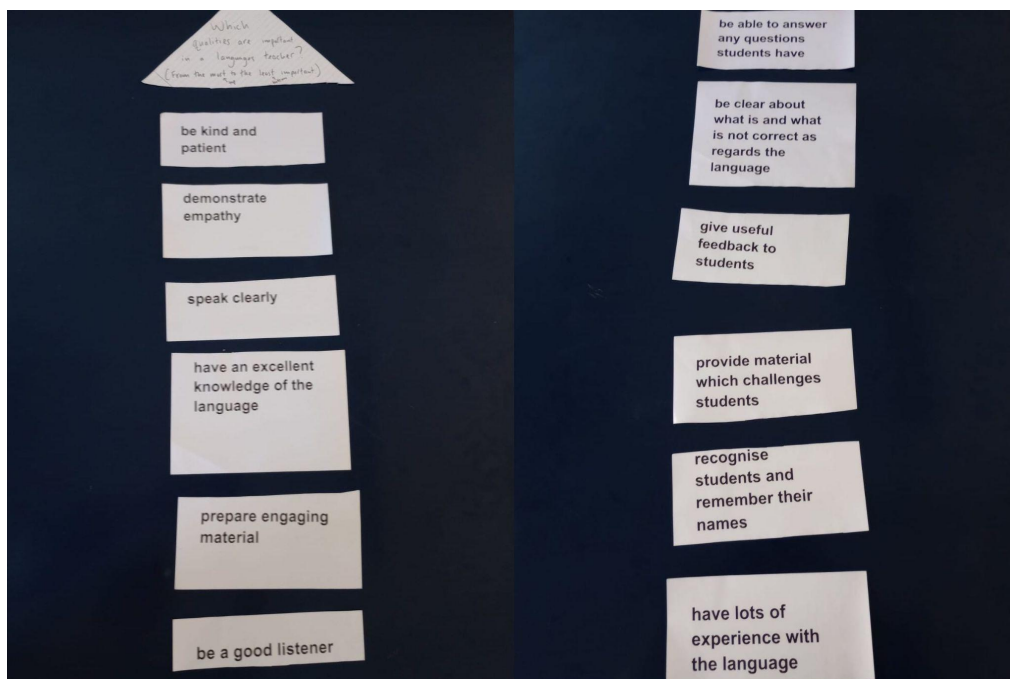 Which
qualities are important
in a languages teacher?
(from the most to the least important)
be kind and
patient
demonstrate
empathy
speak clearly
have an excellent
knowledge of the
language
prepare engaging
material
be a good listener
be able to answer
any questions
students have
be clear about
what is and what
is not correct as
regards the
language
give useful
feedback to
students
provide material
which challenges
students
recognise
students and
remember their
names
have lots of
experience with
the language